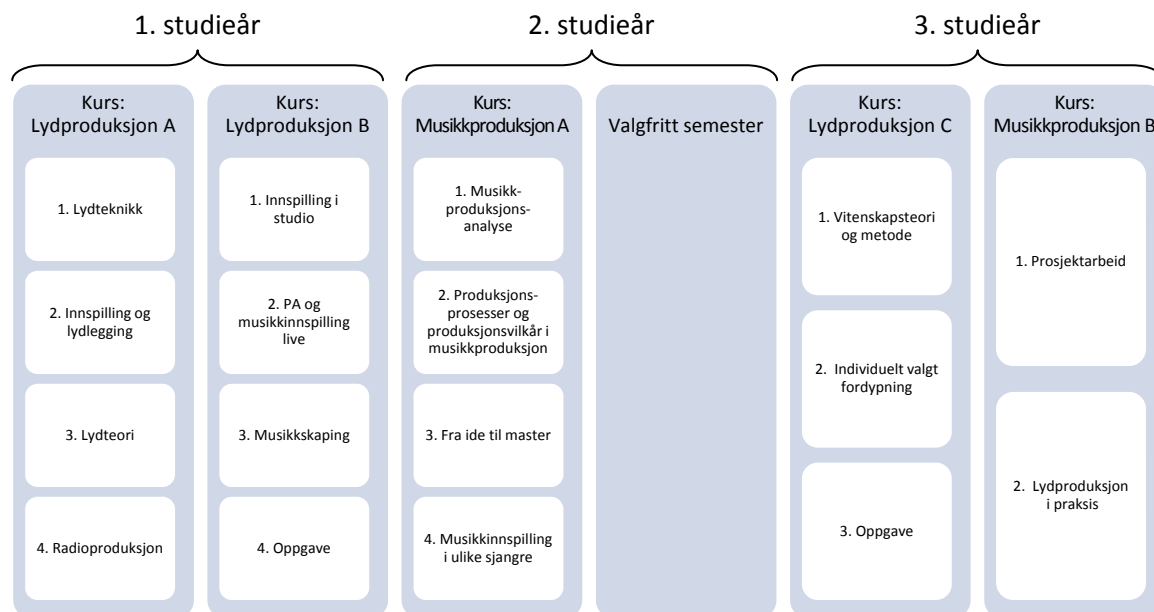 1. studieår
2. studieår
3. studieår
Kurs:
Lydproduksjon A
1. Lydteknikk
2. Innspilling og
lydlegging
3. Lydteori
4. Radioproduksjon
Kurs:
Lydproduksjon B
1. Innspilling i
studio
2. PA og
musikkinnspilling
live
3. Musikkskaping
4. Oppgave
Kurs:
Musikkproduksjon A
1. Musikk-
produksjons-
analyse
2. Produksjons-
prosesser og
produksjonsvilkår i
musikkproduksjon
3. Fra ide til master
4. Musikkinnspilling
i ulike sjangre
Valgfritt semester
Kurs:
Lydproduksjon C
1. Vitenskapsteori
og metode
2. Individuelt valgt
fordypning
3. Oppgave
Kurs:
Musikkproduksjon B
1. Prosjektarbeid
2. Lydproduksjon
i praksis